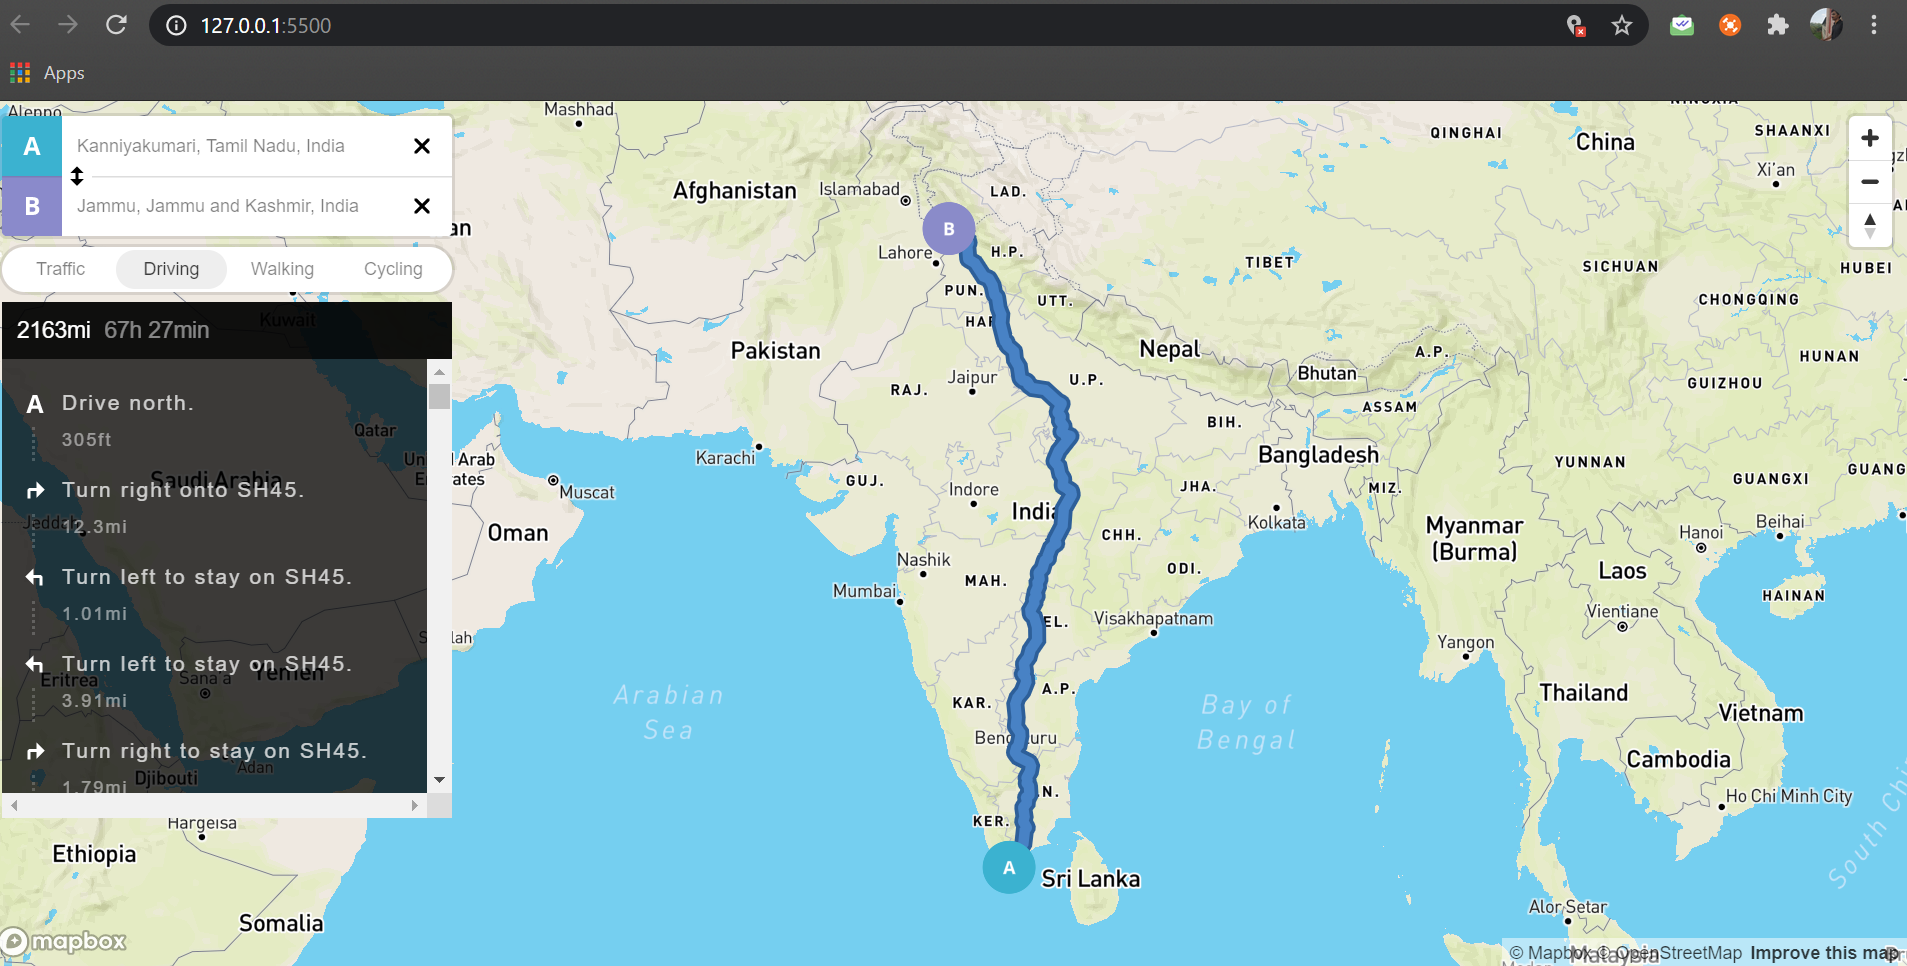 127.0.0.1:5500
Apps
A
Kanniyakumari, Tamil Nadu, India
B
Jammu, Jammu and Kashmir, India
Traffic Driving Walking Cycling
2163mi 67h 27min
A Drive north.
305ft
Turn right onto SH45.
12.3mi
Turn left to stay on SH45.
1.01mi
Turn left to stay on SH45.
3.91mi
Turn right to stay on SH45.
1.79mi
Aleppo
Mashhad
QINGHAI
China
SHAANXI
Xi'an
Afghanistan
Islamabad
LAD.
B
Lahore
H.P.
TIBET
SICHUAN
HUBEI
PUN.
UTT.
CHONGQING
Kuwait
Pakistan
Nepal
A.P.
HUNAN
Jaipur
RAJ.
U.P.
Bhutan
GUIZHOU
ASSAM
Qatar
BIH.
Karachi
Bangladesh
YUNNAN
GUANGXI
GUANG
Saudi Arabia
Muscat
GUJ.
Indore
JHA.
MIZ.
Jeddah
Oman
India
Kolkata
Myanmar
(Burma)
Hanoi
Beihai
CHH.
Nashik
MAH.
ODI.
Laos
HAINAN
Mumbai
Visakhapatnam
Vientiane
Yangon
Eritrea
Sana'a
Yemen
Arabian
Sea
KAR.
A.P.
Bay of
Bengal
Thailand
Vietnam
Djibouti
Adan
Cambodia
Ho Chi Minh City
KER.
Hargeisa
Ethiopia
A
Sri Lanka
Somalia
Alor Setar
mapbox
© Mapbox © OpenStreetMap Improve this map
Malaysia